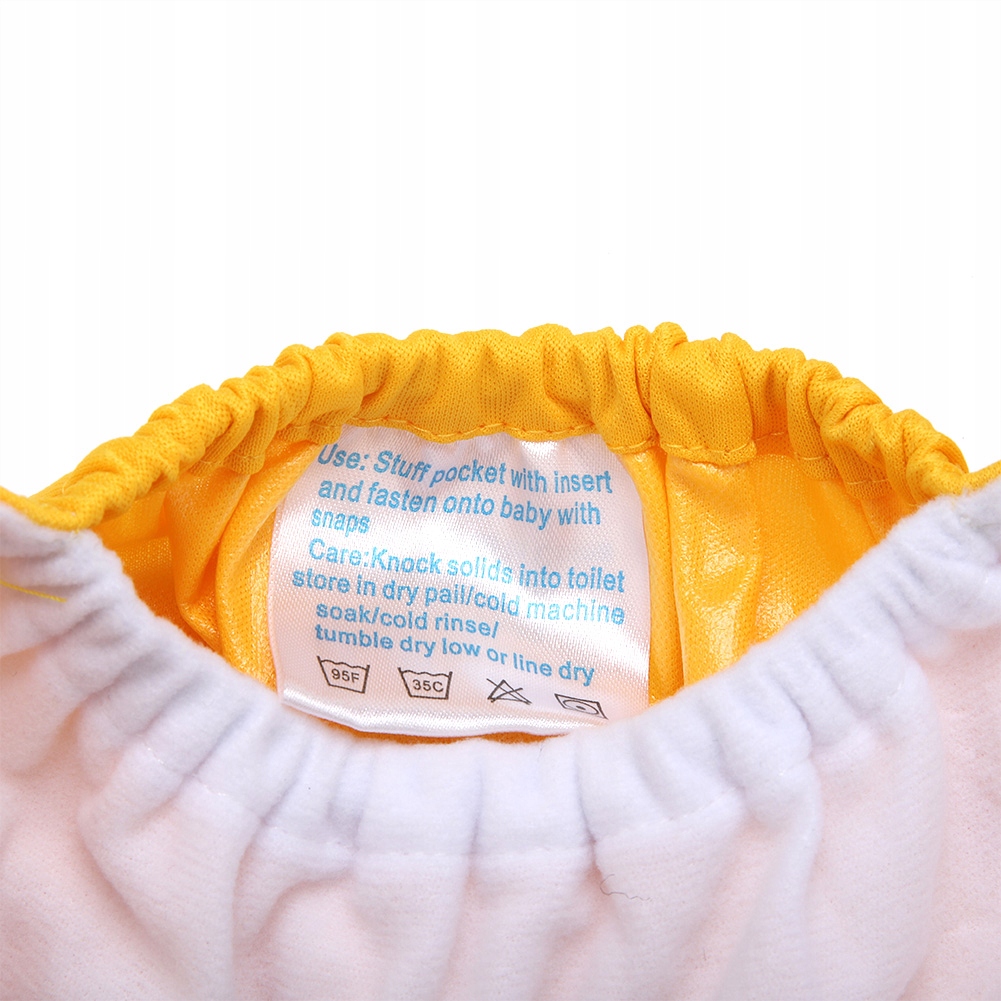 Use: Stuff pocket with insert
and fasten onto baby with
snaps
Care:Knock solids into toilet
store in dry pail/cold machine
soak/cold rinse/
tumble dry low or line dry
95F 35C